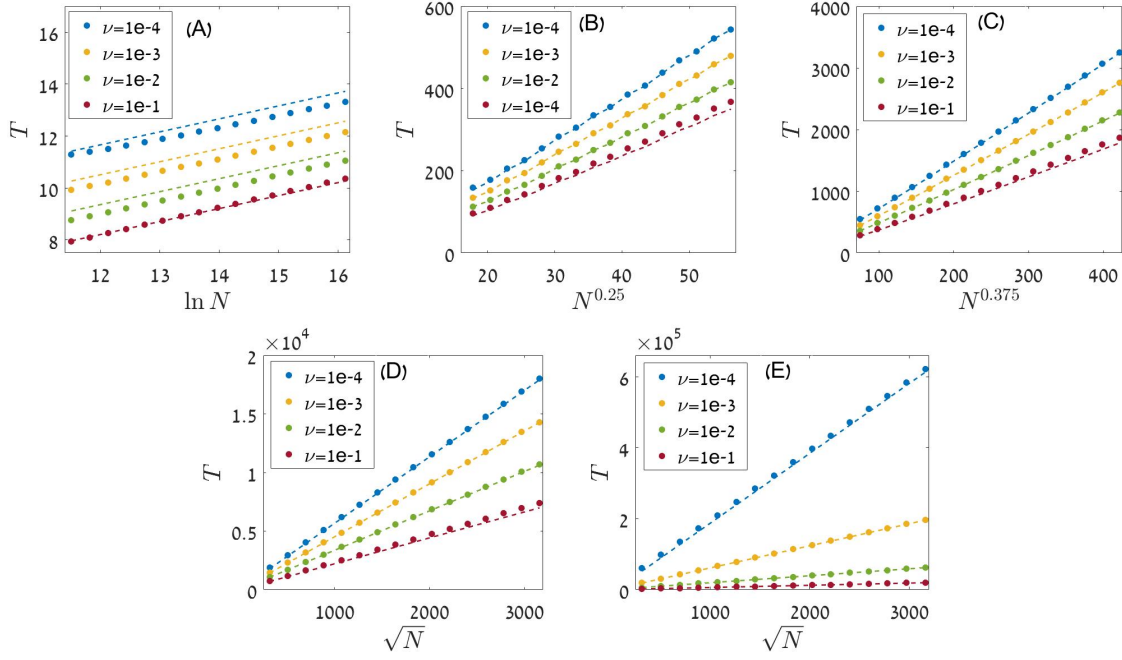 (A)
ν=1e-4
ν=1e-3
ν=1e-2
ν=1e-1
16
14
12
10
8
T
12
13
14
15
16
ln N
(B)
ν=1e-4
ν=1e-3
ν=1e-2
ν=1e-4
600
400
200
0
T
20
30
40
50
N^0.25
(C)
ν=1e-4
ν=1e-3
ν=1e-2
ν=1e-1
4000
3000
2000
1000
0
T
100
200
300
400
N^0.375
×10^4
(D)
ν=1e-4
ν=1e-3
ν=1e-2
ν=1e-1
2
1.5
1
0.5
0
T
1000
2000
3000
√N
×10^5
(E)
ν=1e-4
ν=1e-3
ν=1e-2
ν=1e-1
6
4
2
0
T
1000
2000
3000
√N